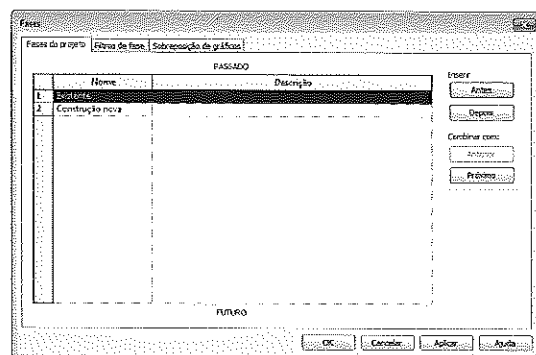 Fases
Fases do projeto Filtros de fase Sobreposição de gráficos
PASSADO
Nome Descrição
1 Existente
2 Construção nova
Inserir
Antes
Depois
Combinar com:
Anterior
Próximo
FUTURO
OK Cancelar Aplicar Ajuda